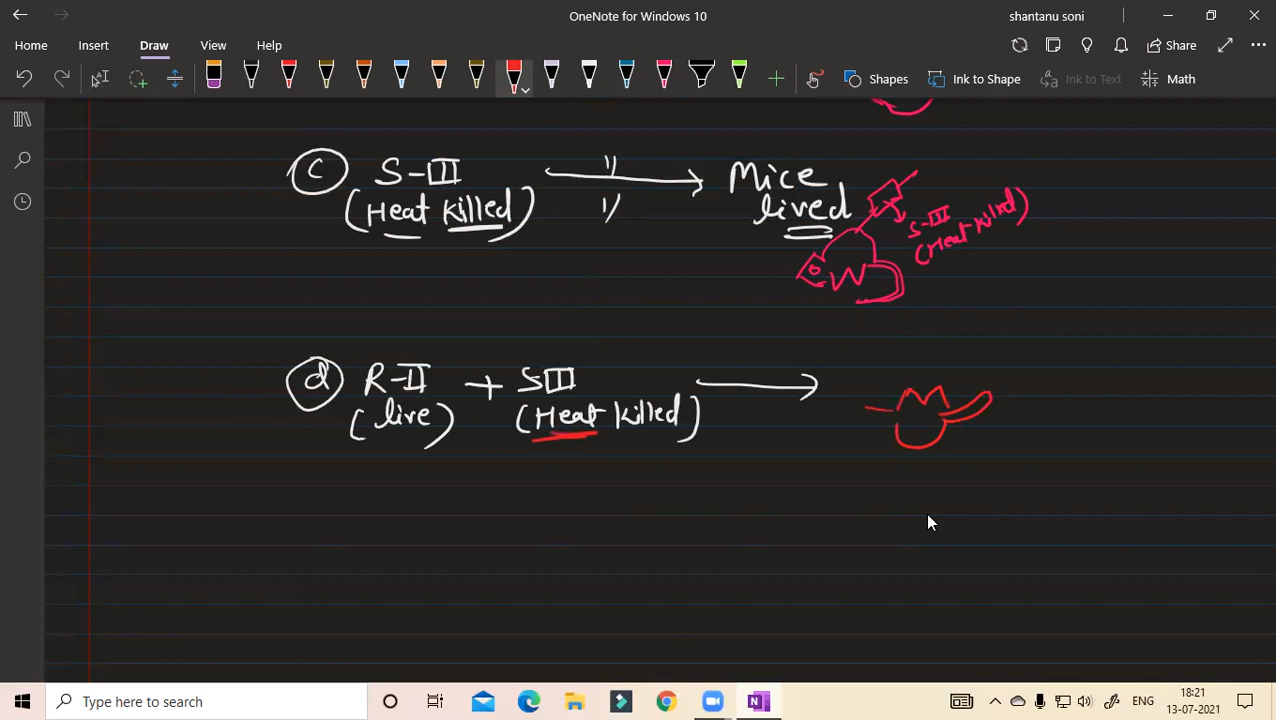 OneNote for Windows 10
shantanu soni
Home Insert Draw View Help
Share
Shapes
Ink to Shape
Ink to Text
Math
C S-III Mice
(Heat Killed) lived
S-III
(Heat Killed)
d R-II + SIII
(live) (Heat Killed)
Type here to search
ENG
18:21
13-07-2021